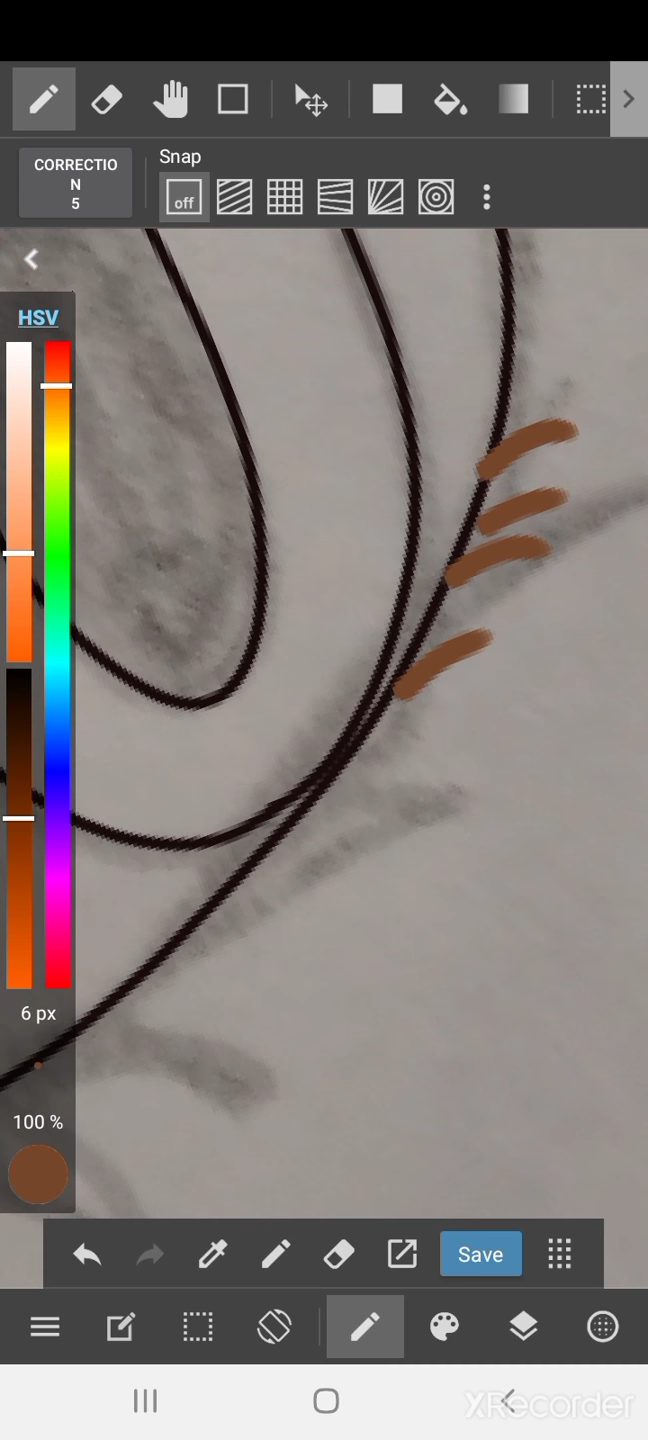 CORRECTIO
N
5
Snap
off
HSV
6 px
100 %
Save
XRecorder